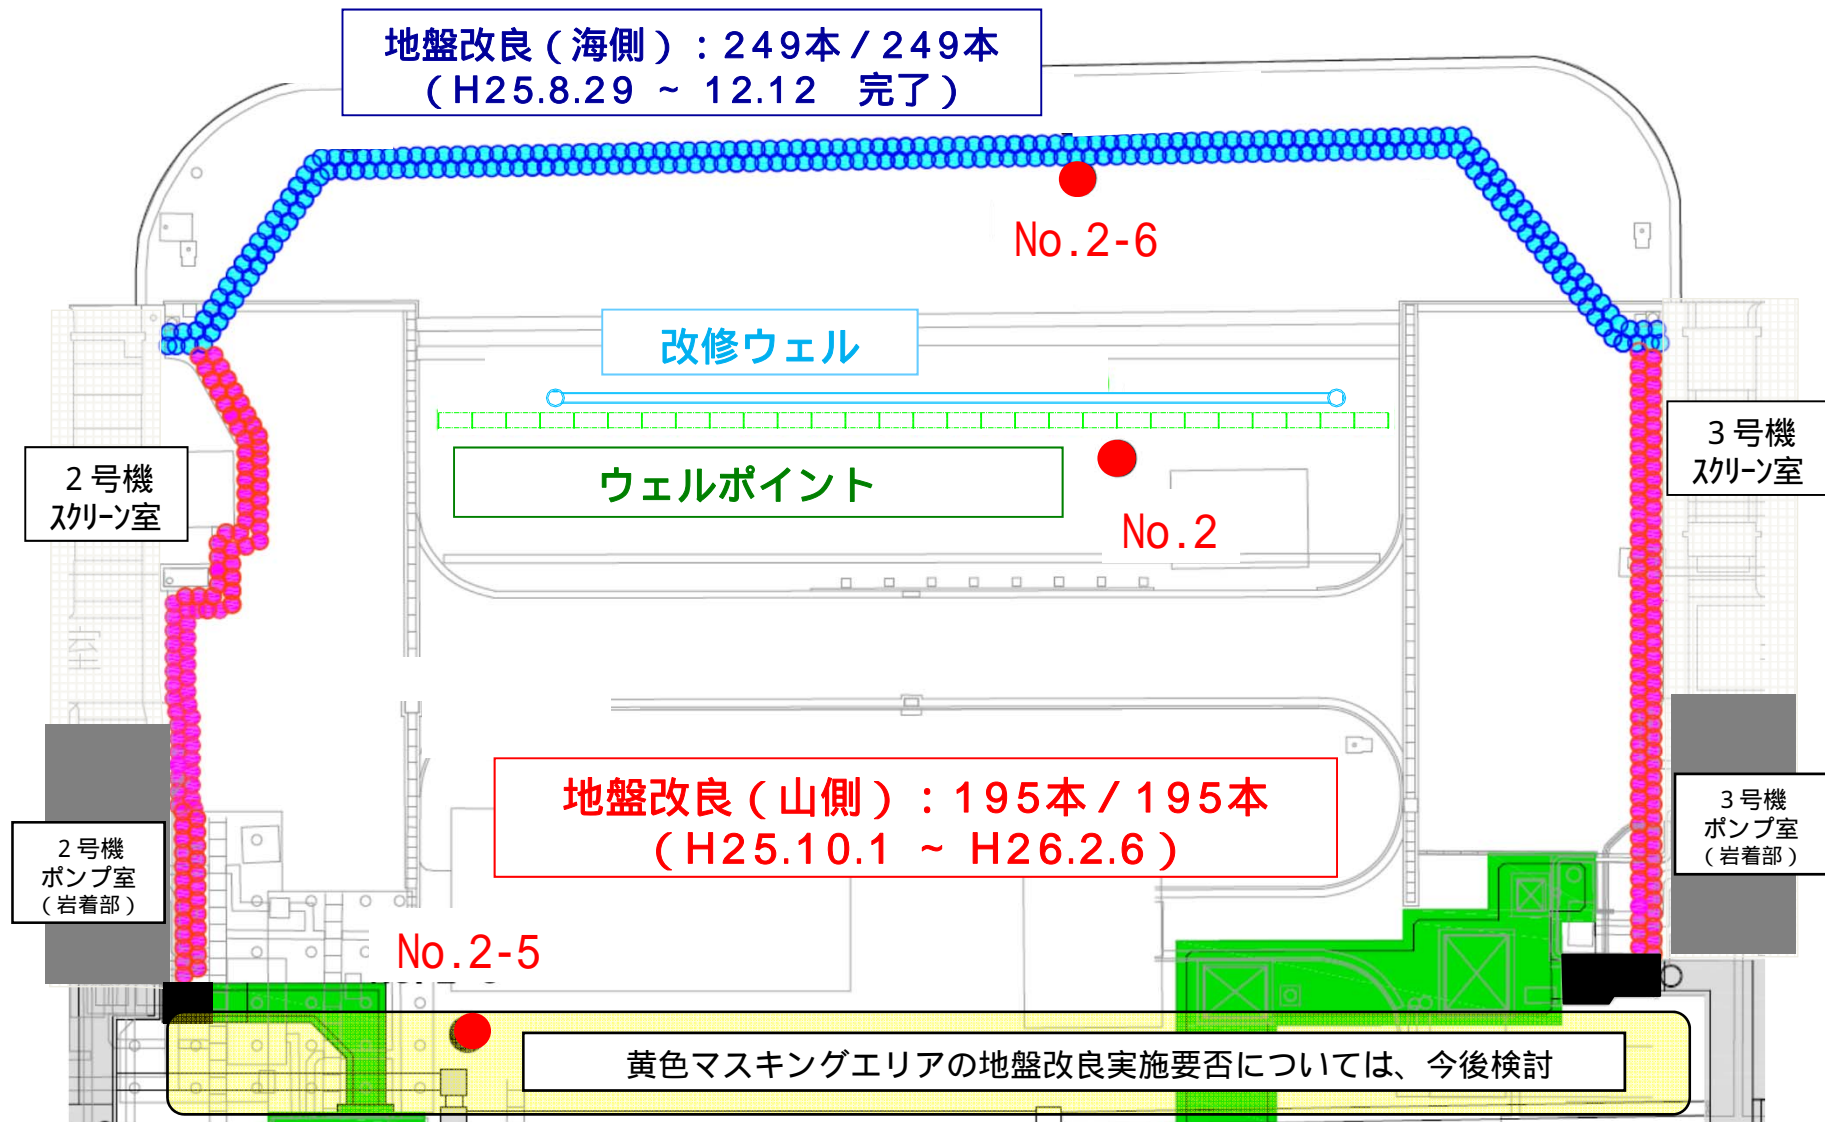 地盤改良（海側）：249本／249本
（H25.8.29 ～ 12.12　完了）
No.2-6
改修ウェル
ウェルポイント
No.2
２号機
ｽｸﾘｰﾝ室
３号機
ｽｸﾘｰﾝ室
地盤改良（山側）：195本／195本
（H25.10.1 ～ H26.2.6）
２号機
ポンプ室
（岩着部）
３号機
ポンプ室
（岩着部）
No.2-5
黄色マスキングエリアの地盤改良実施要否については、今後検討